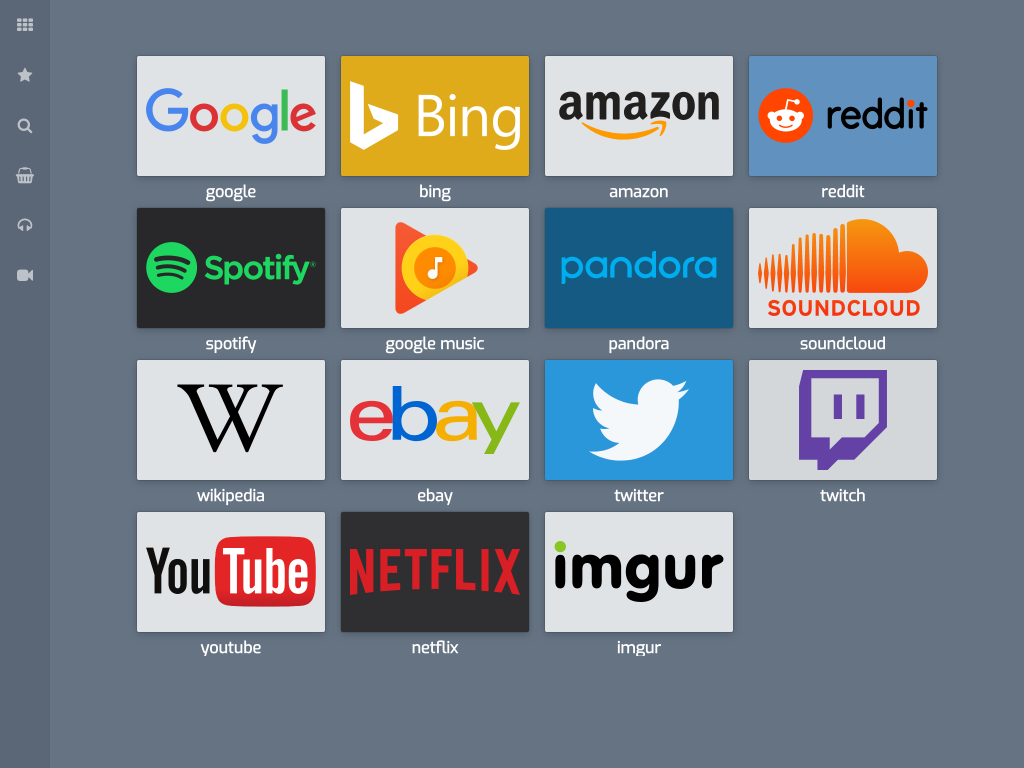 Google
Bing
amazon
reddit
google
bing
amazon
reddit
Spotify®
pandora
SOUNDCLOUD
spotify
google music
pandora
soundcloud
W
ebay
wikipedia
ebay
twitter
twitch
YouTube
NETFLIX
imgur
youtube
netflix
imgur